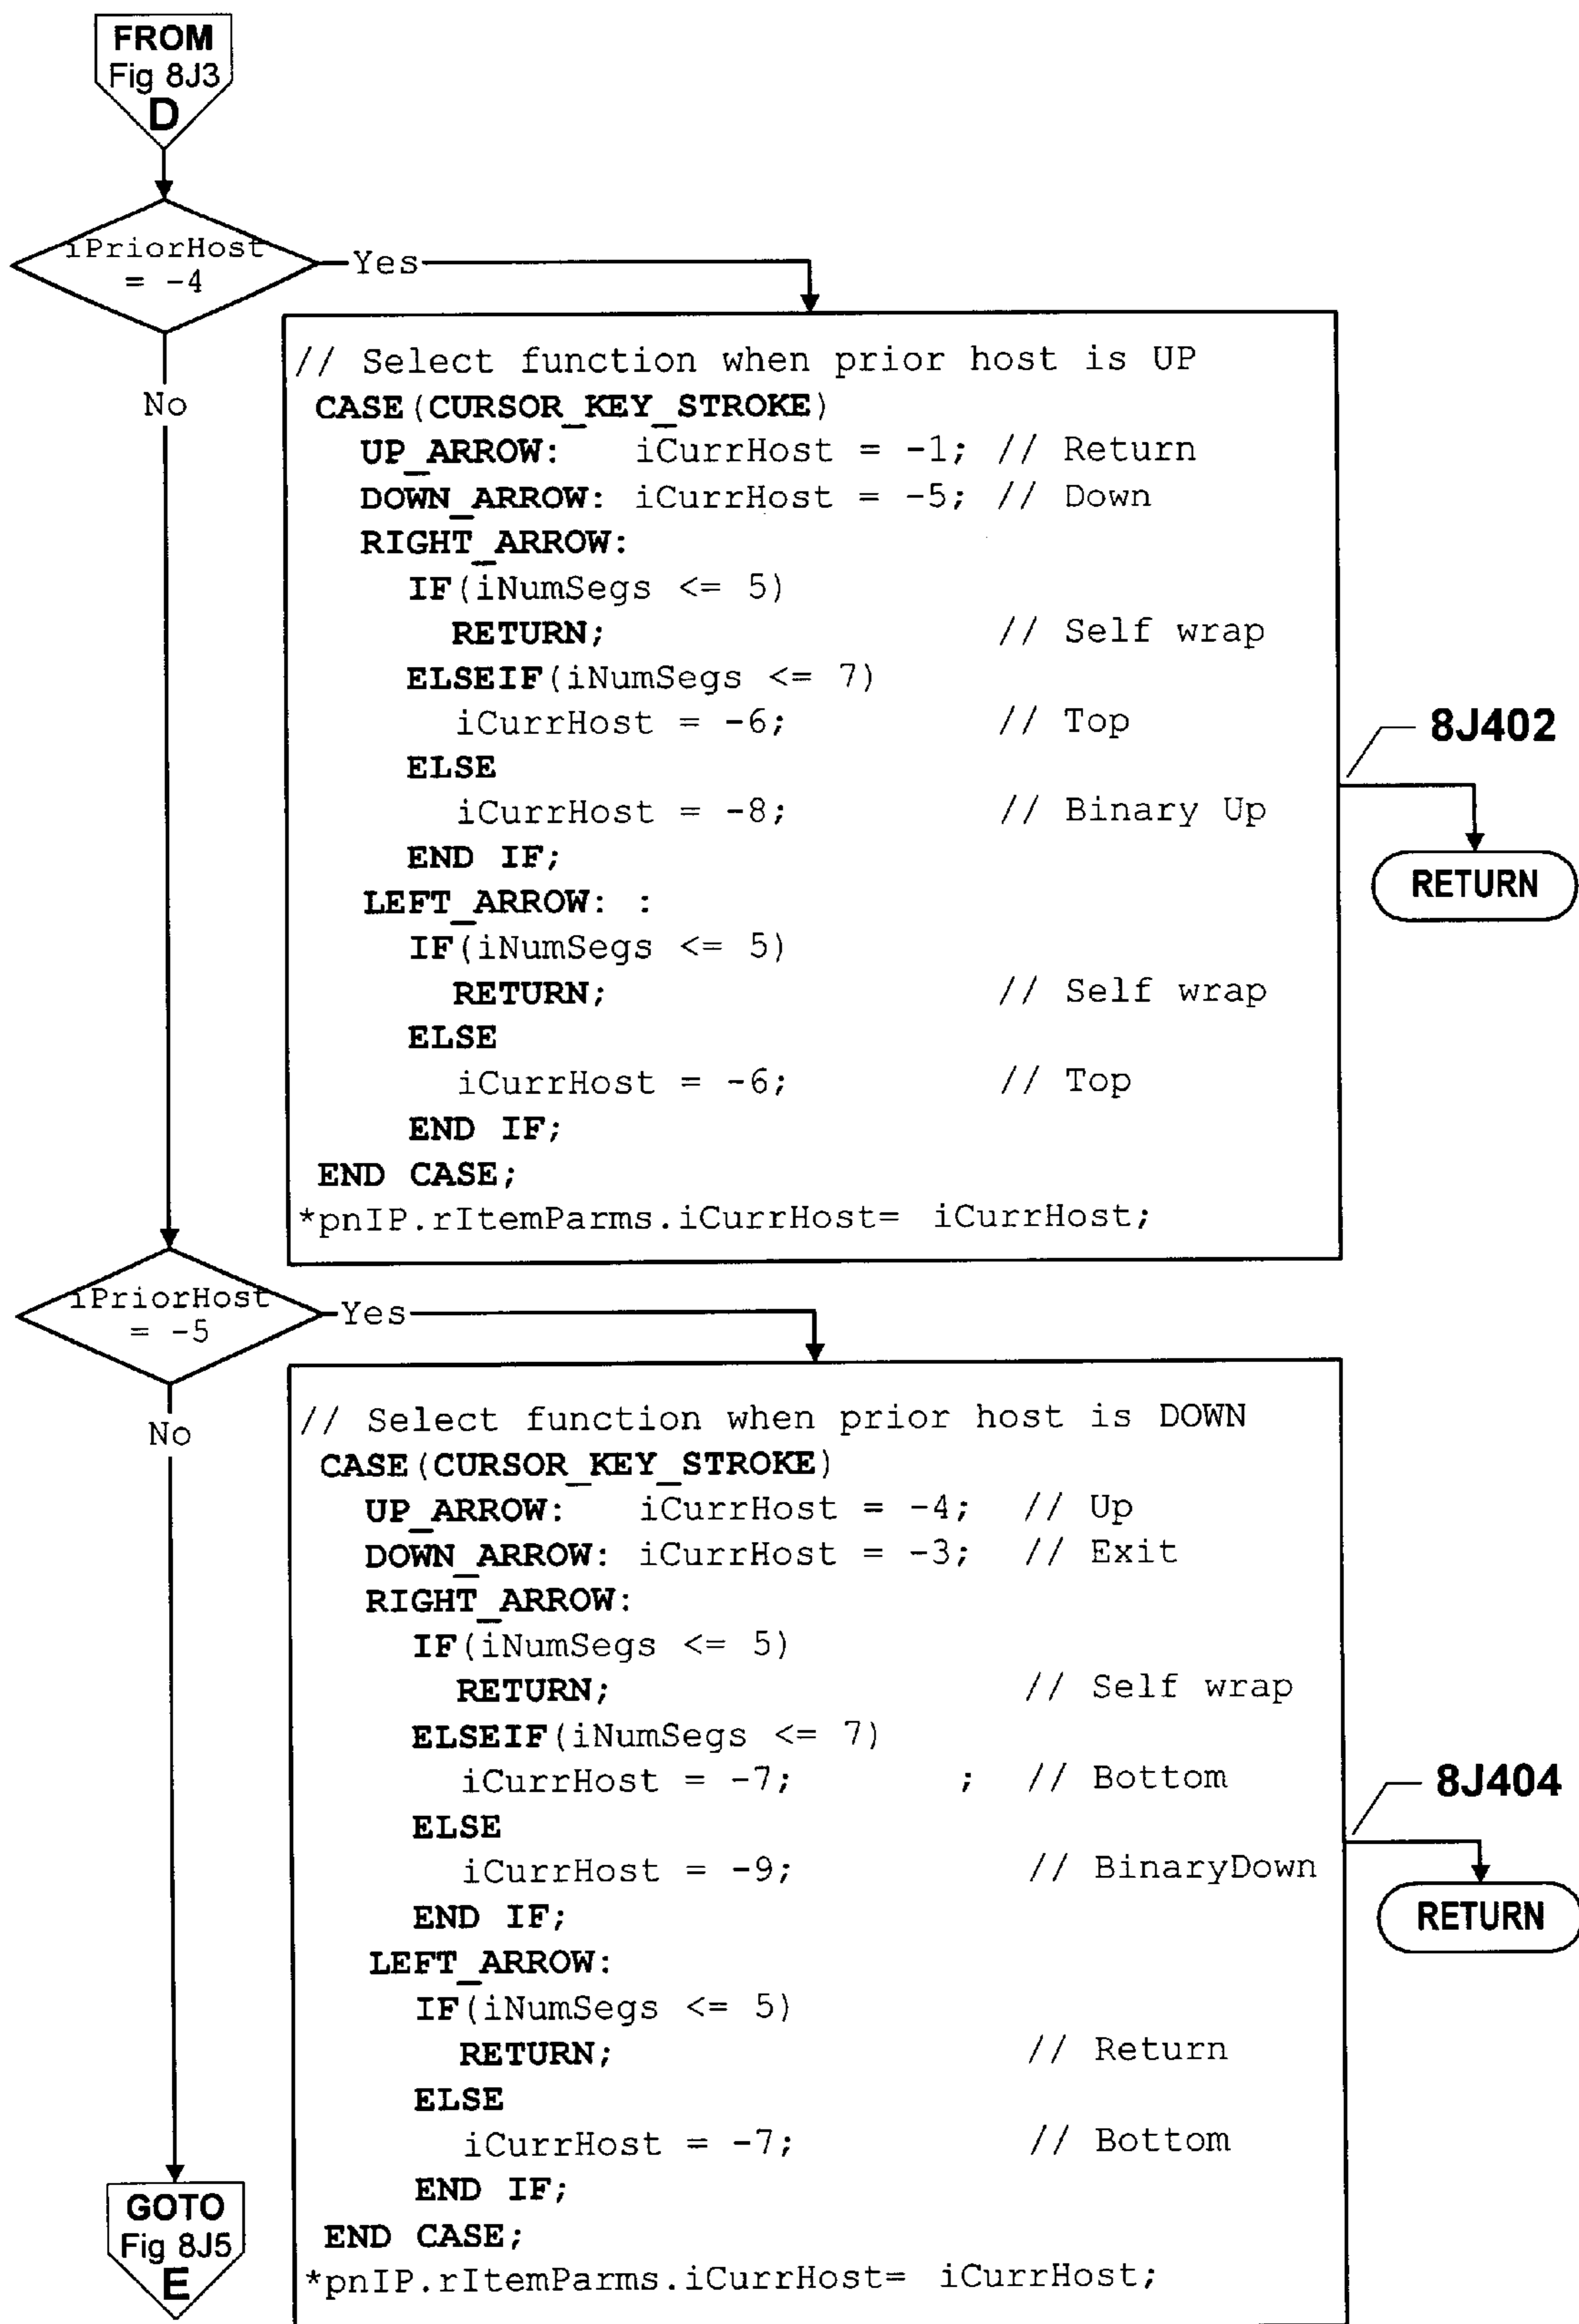 FROM
Fig 8J3
D
iPriorHost
= -4
Yes
No
// Select function when prior host is UP
CASE(CURSOR_KEY_STROKE)
UP_ARROW: iCurrHost = -1; // Return
DOWN_ARROW: iCurrHost = -5; // Down
RIGHT_ARROW:
IF(iNumSegs <= 5)
RETURN; // Self wrap
ELSEIF(iNumSegs <= 7)
iCurrHost = -6; // Top
ELSE
iCurrHost = -8; // Binary Up
END IF;
LEFT_ARROW: :
IF(iNumSegs <= 5)
RETURN; // Self wrap
ELSE
iCurrHost = -6; // Top
END IF;
END CASE;
*pnIP.rItemParms.iCurrHost= iCurrHost;
8J402
RETURN
iPriorHost
= -5
Yes
No
// Select function when prior host is DOWN
CASE(CURSOR_KEY_STROKE)
UP_ARROW: iCurrHost = -4; // Up
DOWN_ARROW: iCurrHost = -3; // Exit
RIGHT_ARROW:
IF(iNumSegs <= 5)
RETURN; // Self wrap
ELSEIF(iNumSegs <= 7)
iCurrHost = -7; ; // Bottom
ELSE
iCurrHost = -9; // BinaryDown
END IF;
LEFT_ARROW:
IF(iNumSegs <= 5)
RETURN; // Return
ELSE
iCurrHost = -7; // Bottom
END IF;
END CASE;
*pnIP.rItemParms.iCurrHost= iCurrHost;
8J404
RETURN
GOTO
Fig 8J5
E